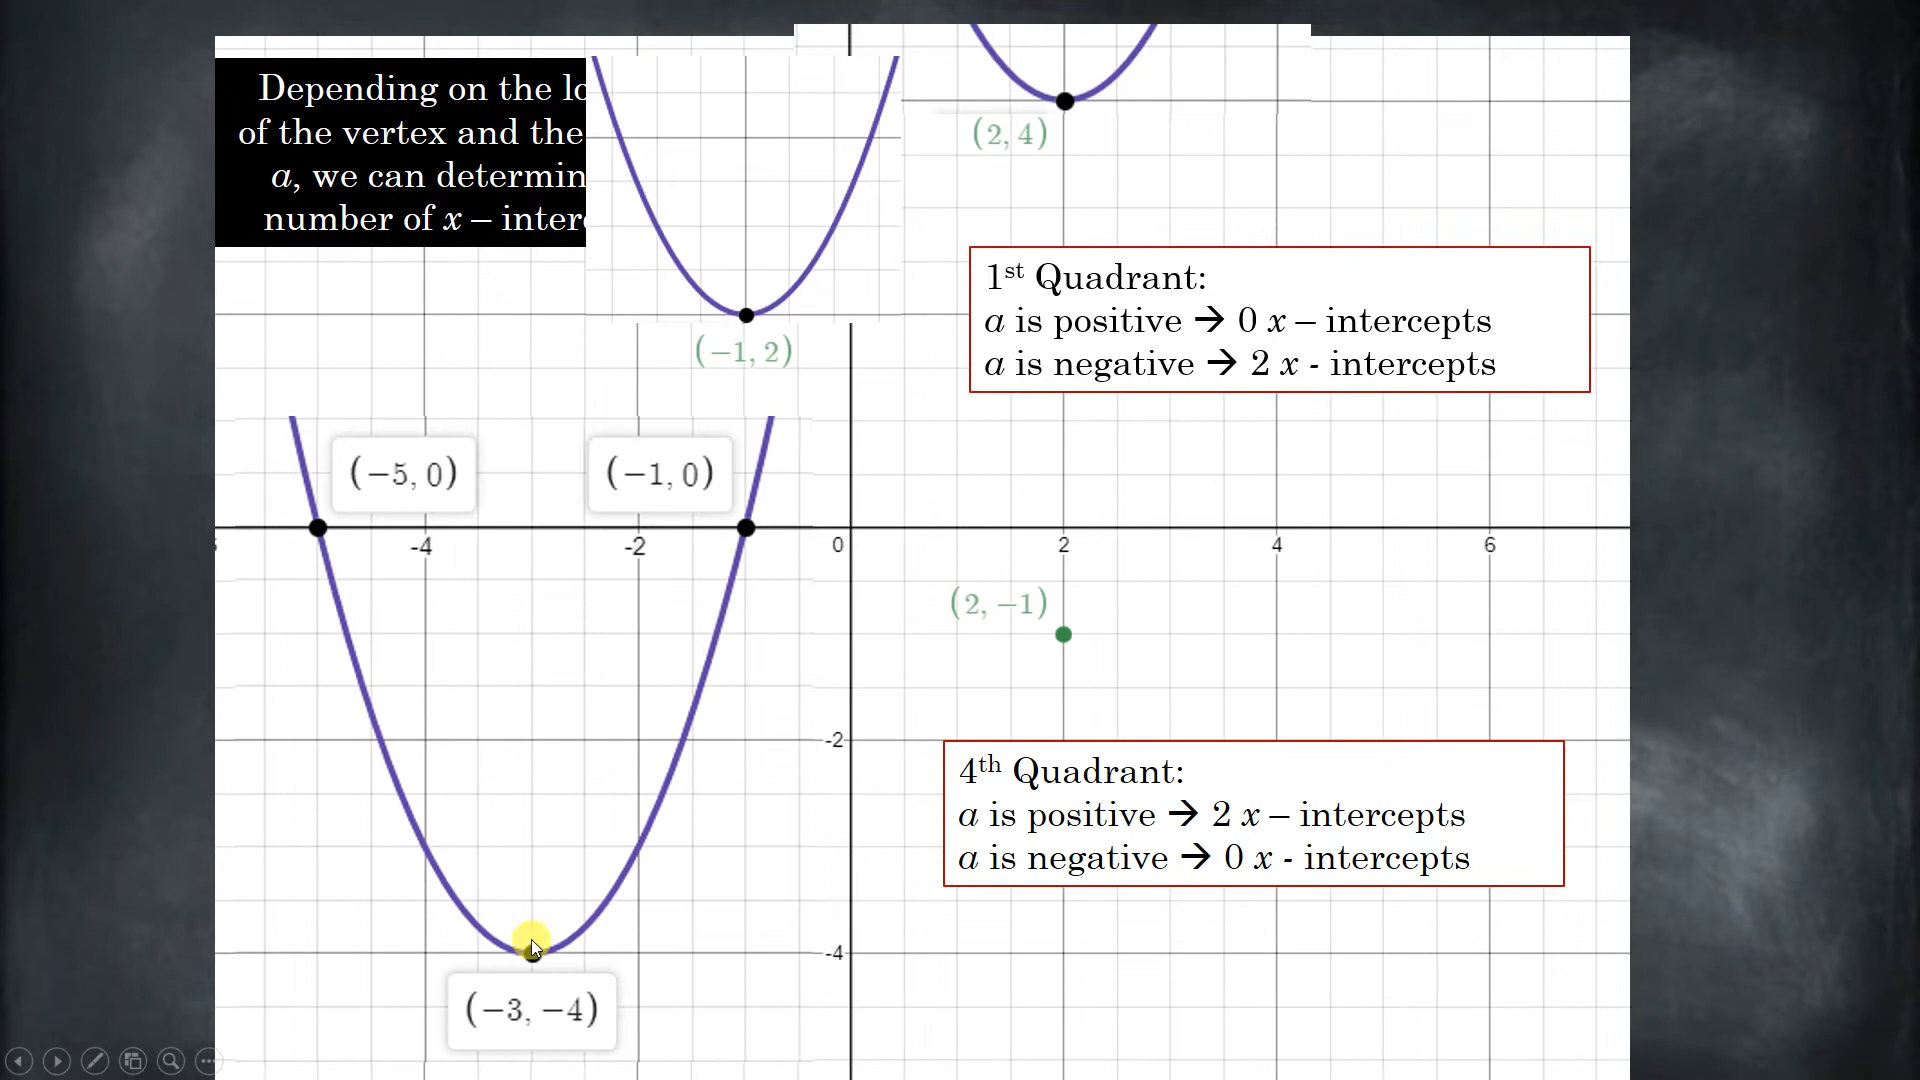 Depending on the lo
of the vertex and the
a, we can determin
number of x – inter
(2, 4)
(−1, 2)
1st Quadrant:
a is positive → 0 x – intercepts
a is negative → 2 x - intercepts
(−5, 0)
(−1, 0)
-4
-2
0
2
4
6
(2, −1)
-2
4th Quadrant:
a is positive → 2 x – intercepts
a is negative → 0 x - intercepts
-4
(−3, −4)